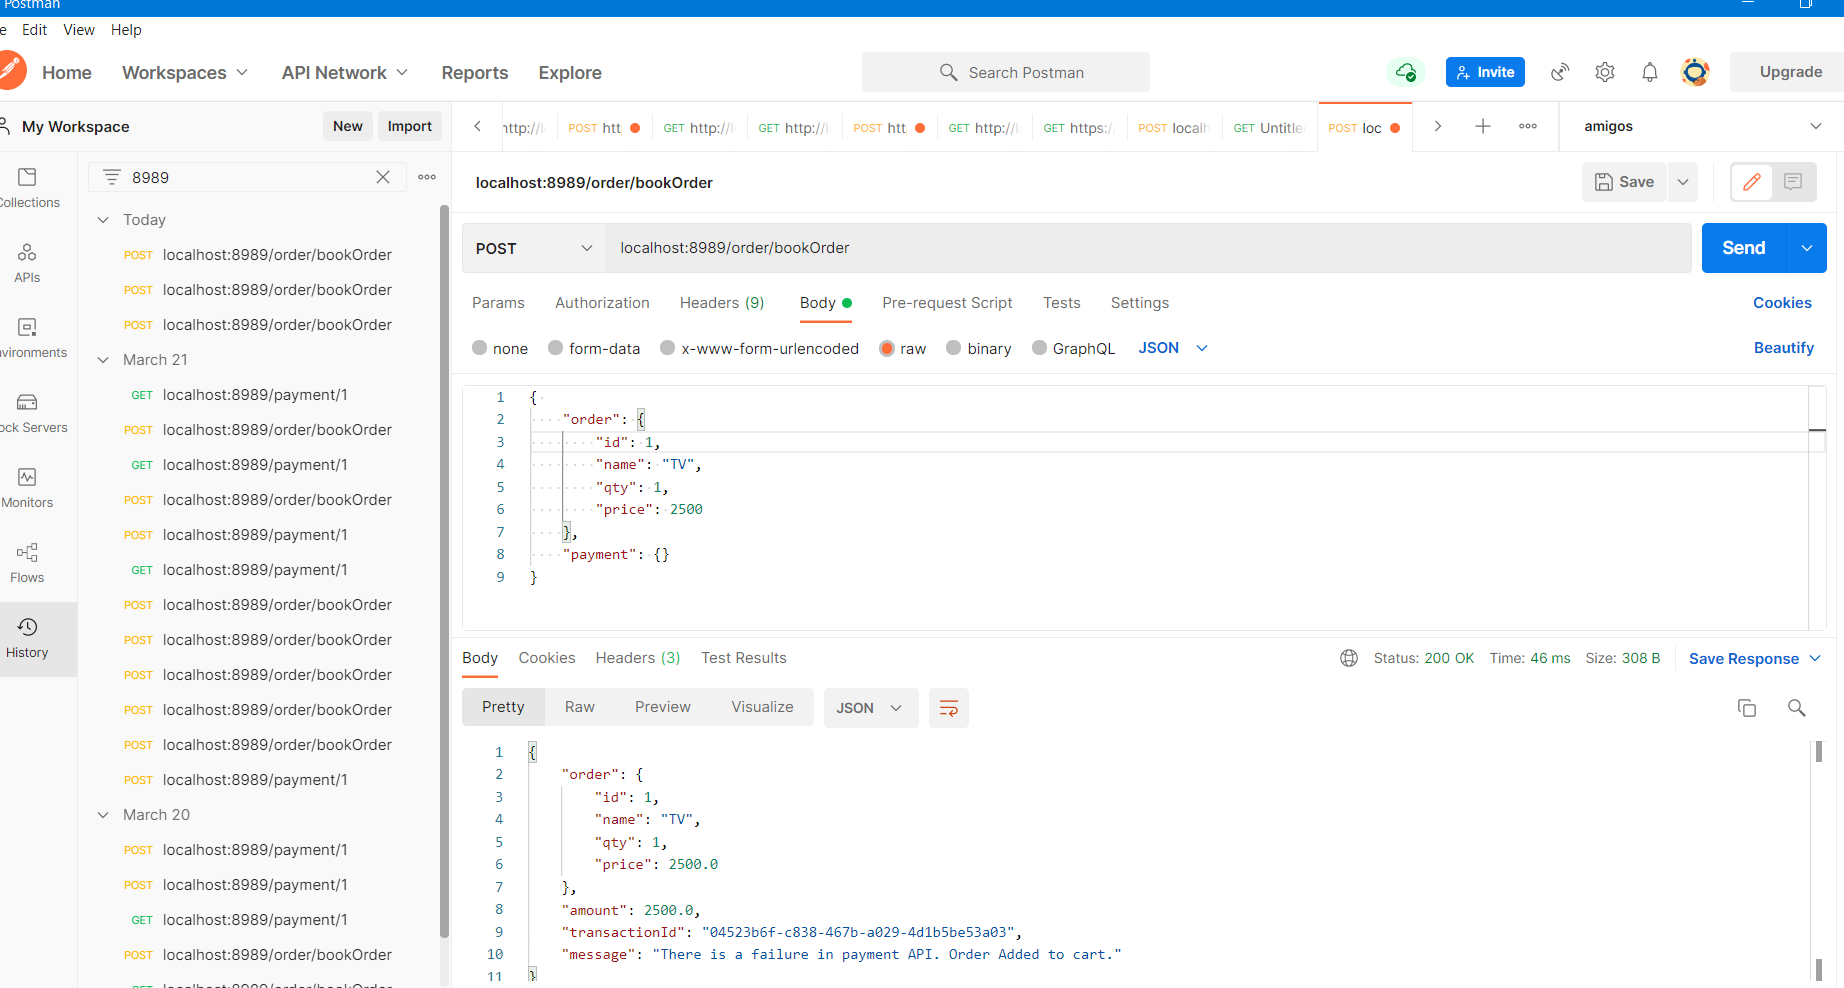 Postman
Edit View Help
Home Workspaces API Network Reports Explore Search Postman Invite Upgrade
My Workspace New Import
POST htt GET http:// GET http:// POST htt GET http:// GET https:/ POST localh GET Untitle POST loc amigos
8989
localhost:8989/order/bookOrder Save
Collections
APIs
Environments
Mock Servers
Monitors
Flows
History
Today
POST localhost:8989/order/bookOrder
POST localhost:8989/order/bookOrder
POST localhost:8989/order/bookOrder
March 21
GET localhost:8989/payment/1
POST localhost:8989/order/bookOrder
GET localhost:8989/payment/1
POST localhost:8989/order/bookOrder
POST localhost:8989/payment/1
GET localhost:8989/payment/1
POST localhost:8989/order/bookOrder
POST localhost:8989/order/bookOrder
POST localhost:8989/order/bookOrder
POST localhost:8989/order/bookOrder
POST localhost:8989/order/bookOrder
POST localhost:8989/payment/1
March 20
POST localhost:8989/payment/1
POST localhost:8989/payment/1
GET localhost:8989/payment/1
POST localhost:8989/order/bookOrder
POST localhost:8989/order/bookOrder Send
Params Authorization Headers (9) Body Pre-request Script Tests Settings Cookies
none form-data x-www-form-urlencoded raw binary GraphQL JSON Beautify
1 {
2 "order": {
3 "id": 1,
4 "name": "TV",
5 "qty": 1,
6 "price": 2500
7 },
8 "payment": {}
9 }
Body Cookies Headers (3) Test Results Status: 200 OK Time: 46 ms Size: 308 B Save Response
Pretty Raw Preview Visualize JSON
1 {
2 "order": {
3 "id": 1,
4 "name": "TV",
5 "qty": 1,
6 "price": 2500.0
7 },
8 "amount": 2500.0,
9 "transactionId": "04523b6f-c838-467b-a029-4d1b5be53a03",
10 "message": "There is a failure in payment API. Order Added to cart."
11 }